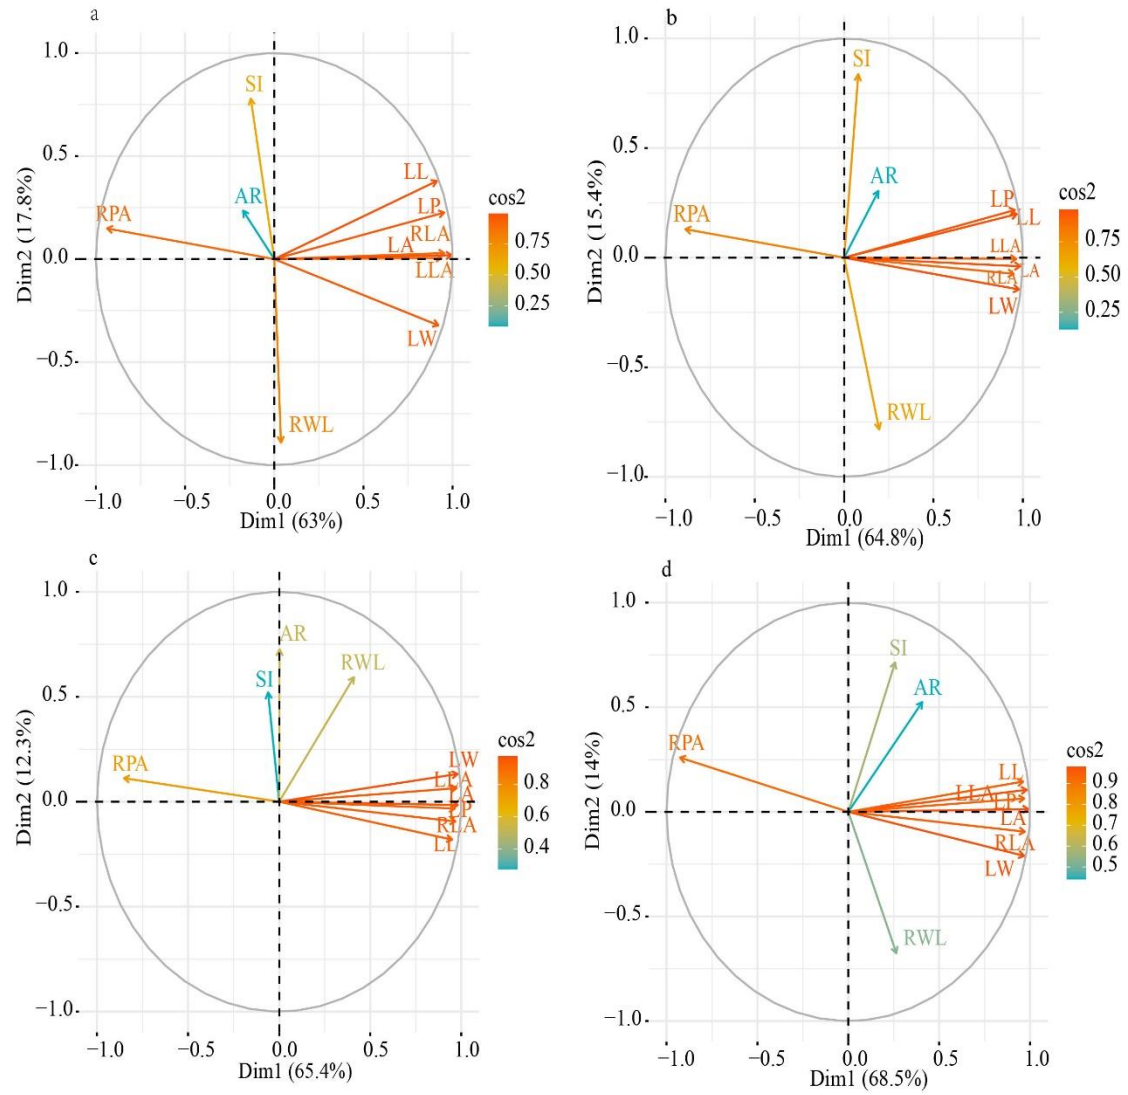 a
1.0
0.5
0.0
−0.5
−1.0
Dim2 (17.8%)
SI
AR
RPA
LL
LP
RLA
LA
LLA
LW
RWL
−1.0 −0.5 0.0 0.5 1.0
Dim1 (63%)
cos2
0.75
0.50
0.25
b
1.0
0.5
0.0
−0.5
−1.0
Dim2 (15.4%)
SI
AR
RPA
LP
LL
LLA
RLA
LA
LW
RWL
−1.0 −0.5 0.0 0.5 1.0
Dim1 (64.8%)
cos2
0.75
0.50
0.25
c
1.0
0.5
0.0
−0.5
−1.0
Dim2 (12.3%)
AR
SI
RWL
RPA
LW
LLA
LA
LP
RLA
LL
−1.0 −0.5 0.0 0.5 1.0
Dim1 (65.4%)
cos2
0.8
0.6
0.4
d
1.0
0.5
0.0
−0.5
−1.0
Dim2 (14%)
SI
AR
RPA
LL
LLA
LP
LA
RLA
LW
RWL
−1.0 −0.5 0.0 0.5 1.0
Dim1 (68.5%)
cos2
0.9
0.8
0.7
0.6
0.5